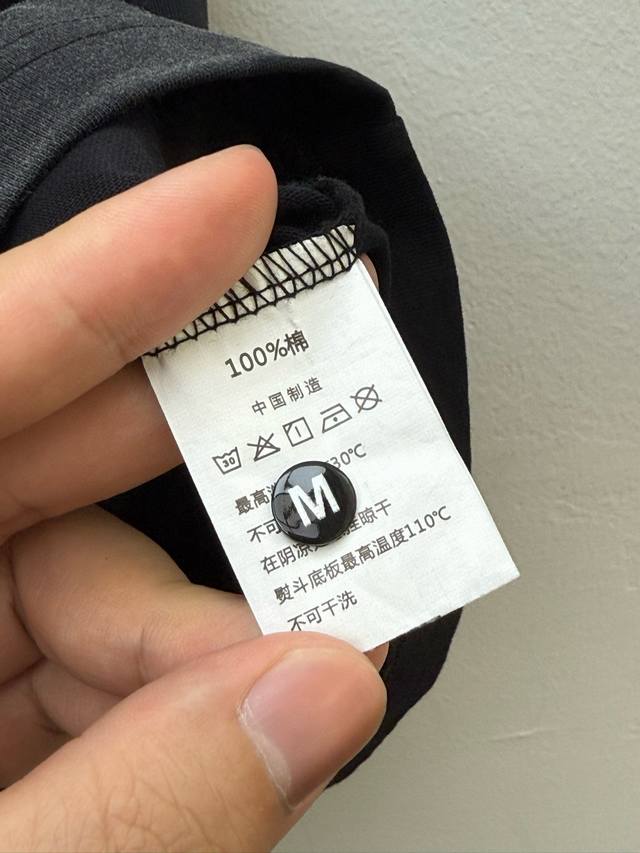 100%棉
中国制造
30
最高 30℃
M
不可
在阴凉 晾干
熨斗底板最高温度110℃
不可干洗